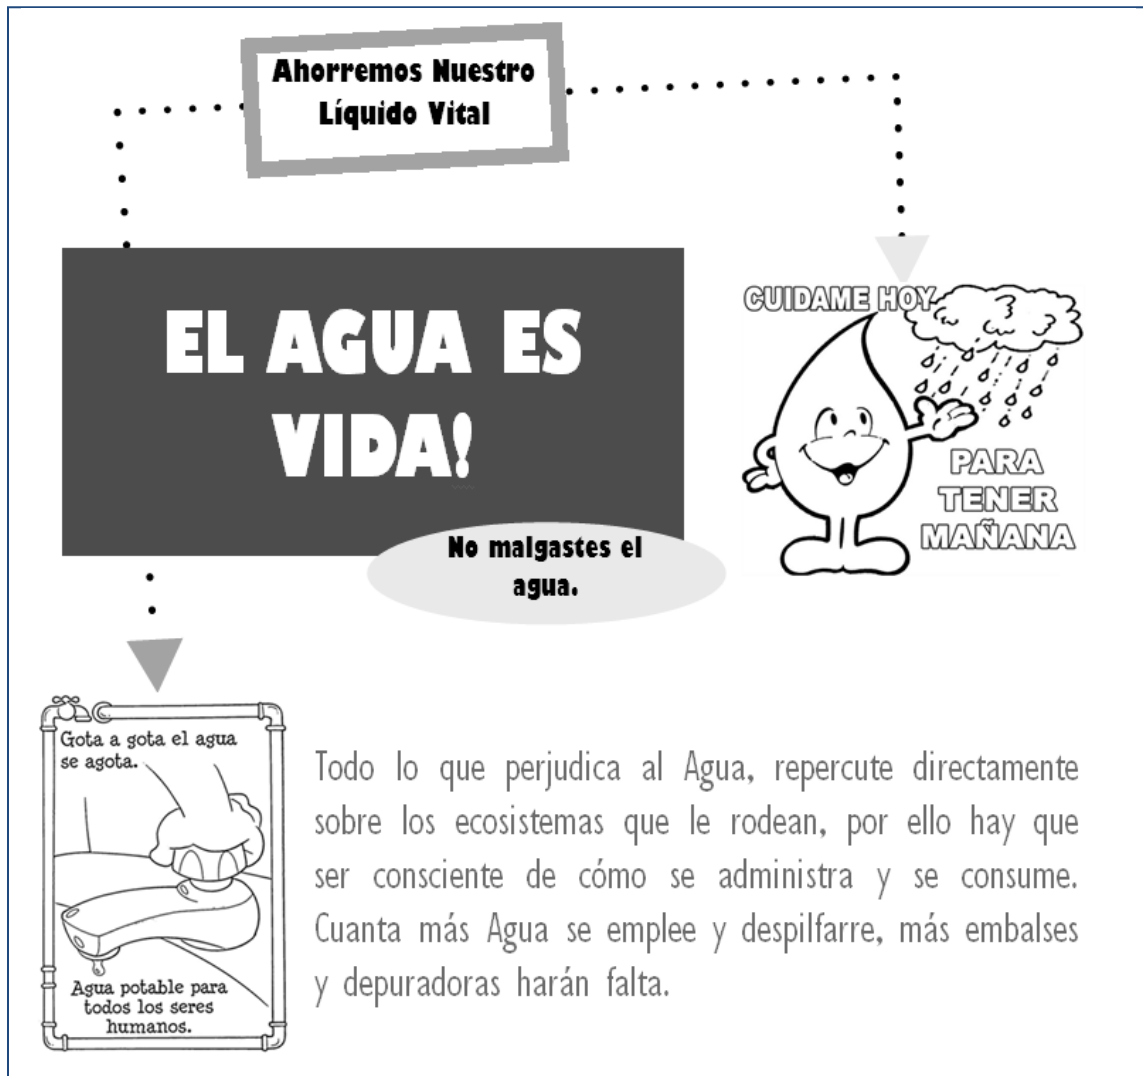 Ahorremos Nuestro
Líquido Vital
EL AGUA ES
VIDA!
No malgastes el
agua.
CUIDAME HOY
PARA
TENER
MAÑANA
Gota a gota el agua
se agota.
Agua potable para
todos los seres
humanos.
Todo lo que perjudica al Agua, repercute directamente
sobre los ecosistemas que le rodean, por ello hay que
ser consciente de cómo se administra y se consume.
Cuanta más Agua se emplee y despilfarre, más embalses
y depuradoras harán falta.